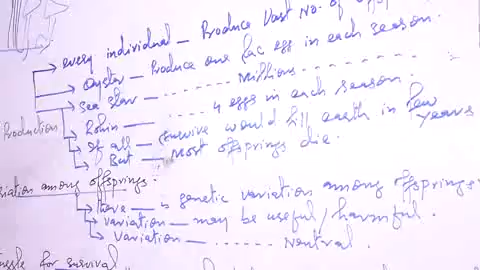 every individual — Produce Vast No. of
Oyster — Produce one lac egg in each season.
Sea star — - - - - - - - Millions - - - - - - - -
Production
Robin — - - - - - - - 4 eggs in each season.
If all — survive would fill earth in few years
But — Most offsprings die.
among offsprings:
There — is genetic variation among offsprings.
Variation — may be useful/harmful.
Variation — - - - - - - Neutral.
for survival